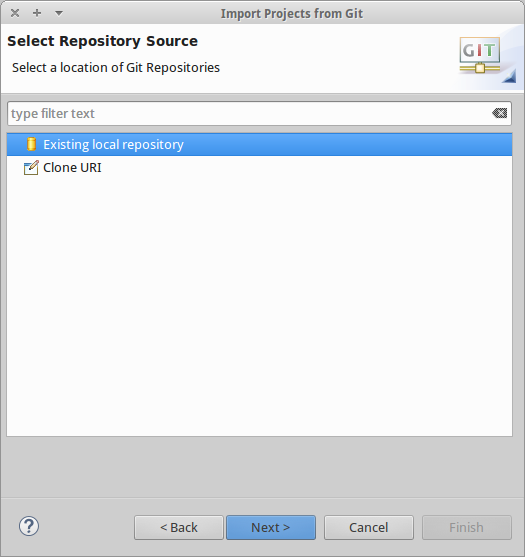 Import Projects from Git
Select Repository Source
Select a location of Git Repositories
GIT
type filter text
Existing local repository
Clone URI
?
< Back
Next >
Cancel
Finish